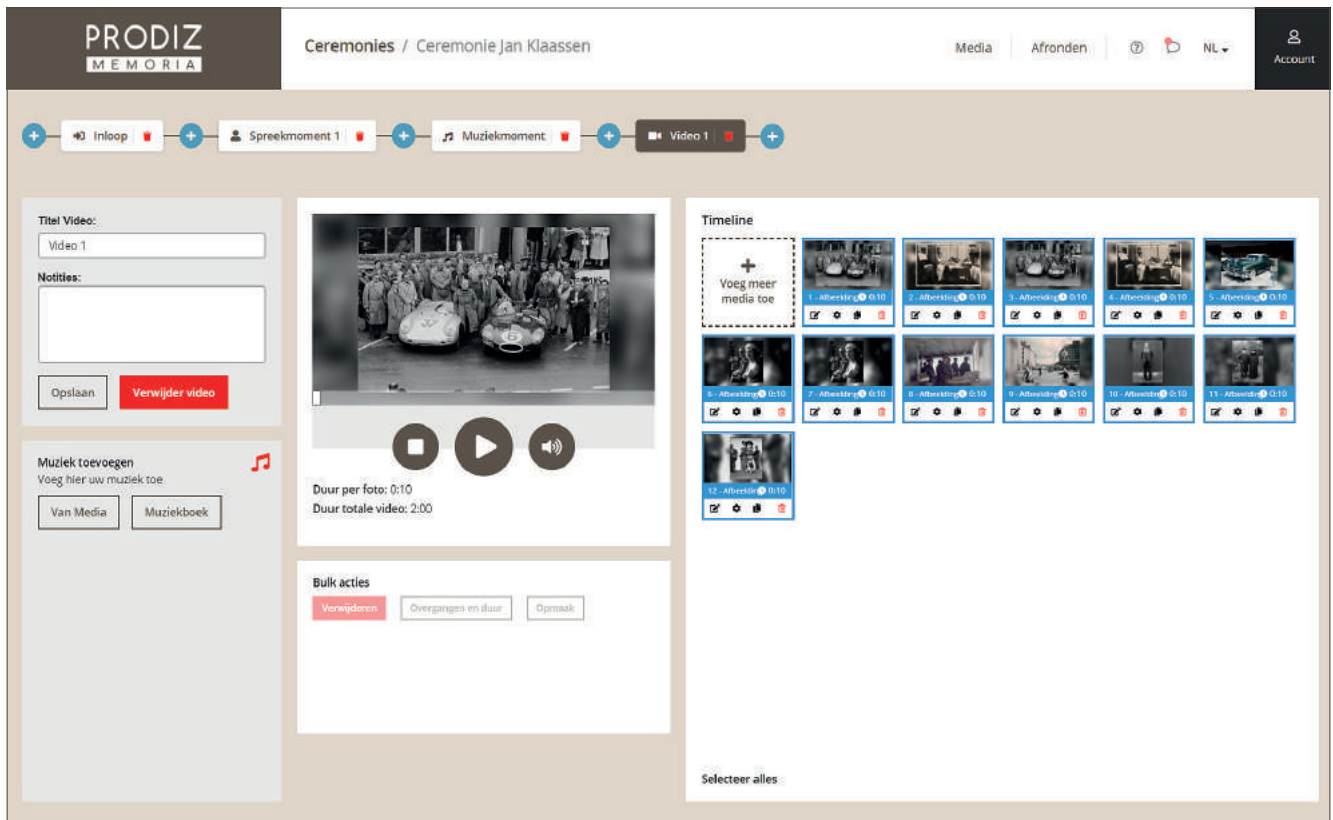 PRODIZ
MEMORIA
Ceremonies / Ceremonie Jan Klaassen
Media
Afronden
NL
Account
Inloop
Spreekmoment 1
Muziekmoment
Video 1
Titel Video:
Video 1
Notities:
Opslaan
Verwijder video
Muziek toevoegen
Voeg hier uw muziek toe
Van Media
Muziekboek
6
Duur per foto: 0:10
Duur totale video: 2:00
Bulk acties
Verwijderen
Overgangen en duur
Opmaak
Timeline
Voeg meer
media toe
1 - Afbeelding 0:10
2 - Afbeelding 0:10
3 - Afbeelding 0:10
4 - Afbeelding 0:10
5 - Afbeelding 0:10
6 - Afbeelding 0:10
7 - Afbeelding 0:10
8 - Afbeelding 0:10
9 - Afbeelding 0:10
10 - Afbeelding 0:10
11 - Afbeelding 0:10
12 - Afbeeldin 0:10
Selecteer alles